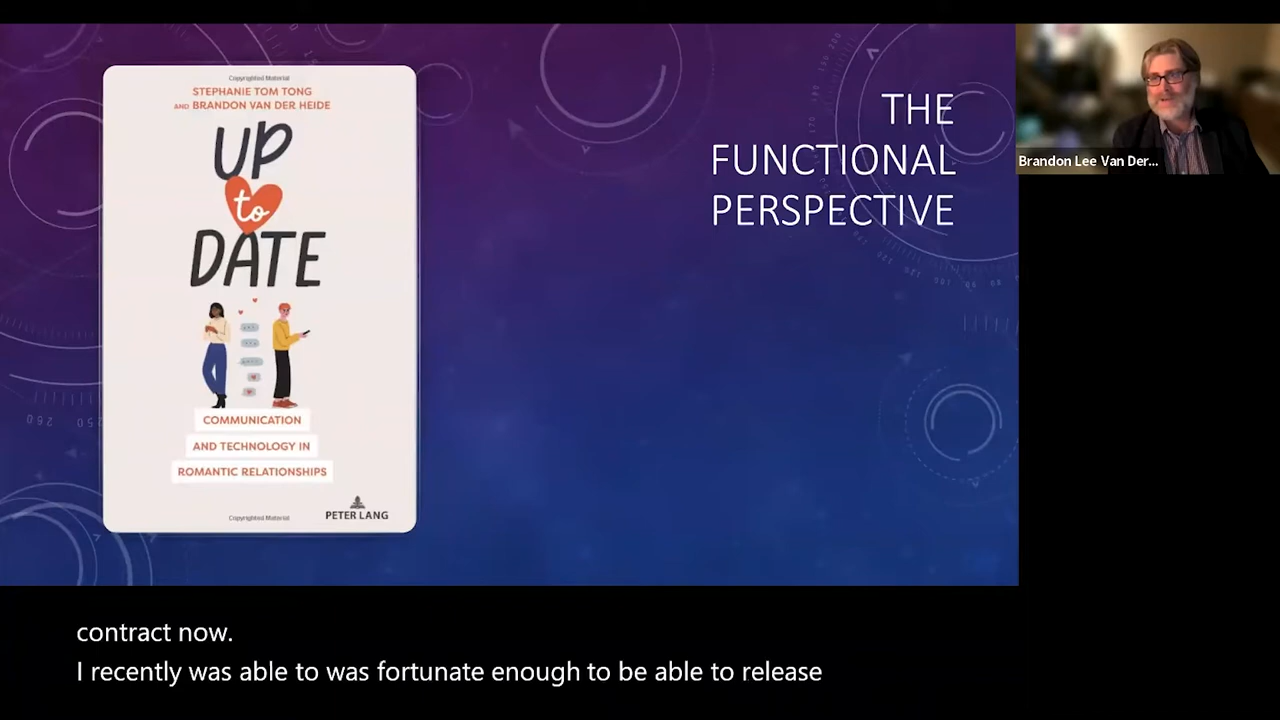 Copyrighted Material
STEPHANIE TOM TONG
AND BRANDON VAN DER HEIDE
UP
to
DATE
COMMUNICATION
AND TECHNOLOGY IN
ROMANTIC RELATIONSHIPS
Copyrighted Material
PETER LANG
THE
FUNCTIONAL
PERSPECTIVE
Brandon Lee Van Der...
contract now.
I recently was able to was fortunate enough to be able to release